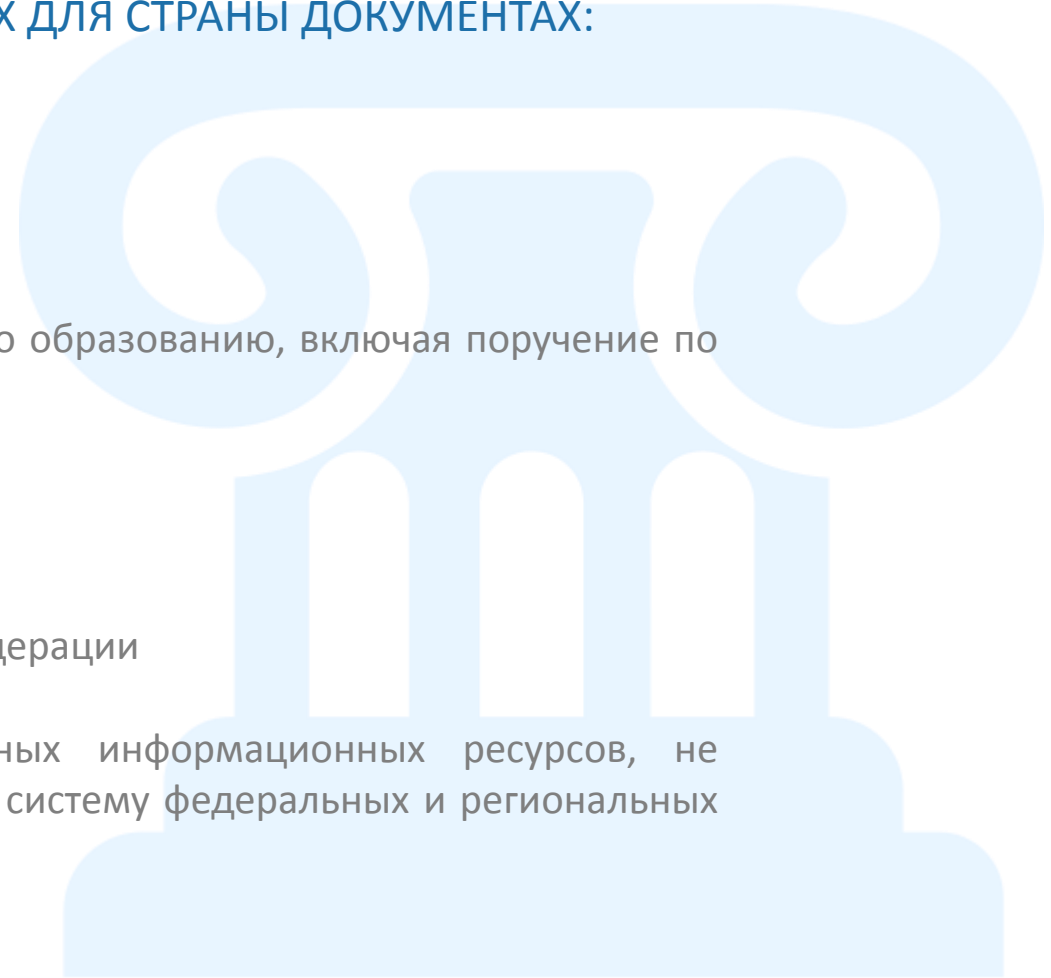 Х ДЛЯ СТРАНЫ ДОКУМЕНТАХ:
о образованию, включая поручение по
дерации
ных информационных ресурсов, не
систему федеральных и региональных